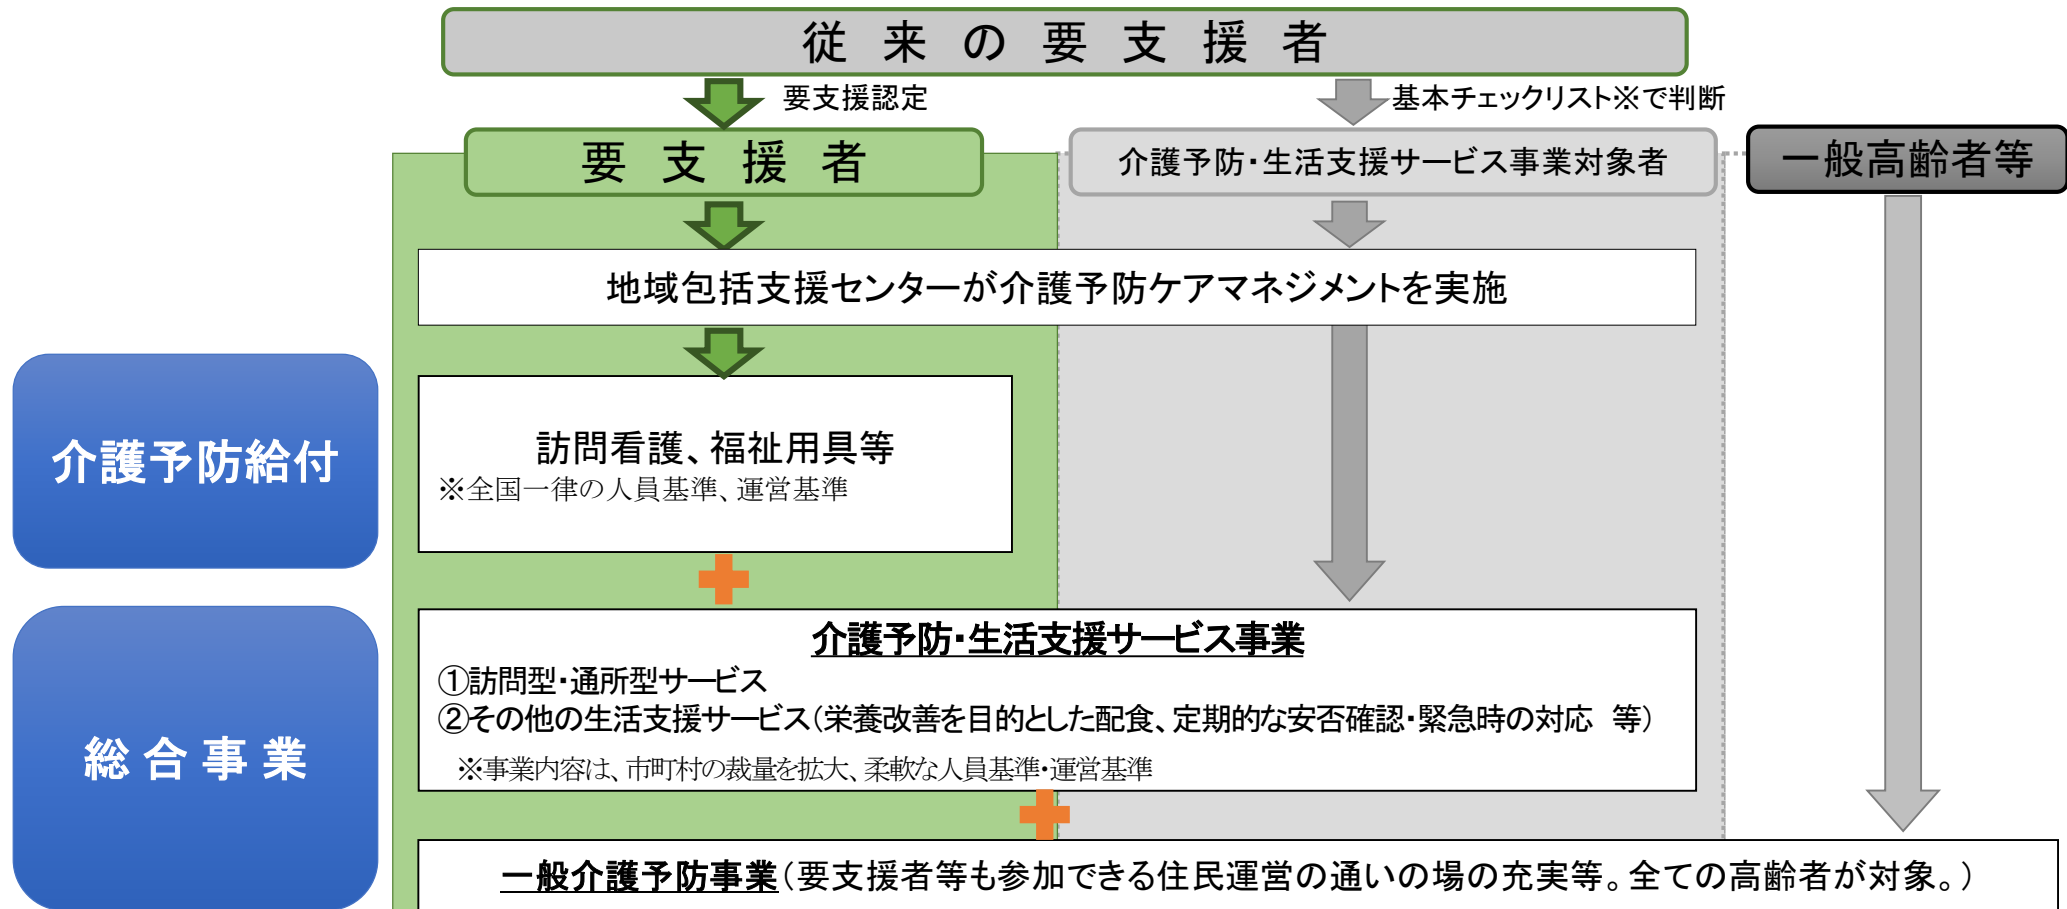 従来の要支援者
要支援認定
基本チェックリスト※で判断
要支援者
介護予防・生活支援サービス事業対象者
一般高齢者等
地域包括支援センターが介護予防ケアマネジメントを実施
介護予防給付
訪問看護、福祉用具等
※全国一律の人員基準、運営基準
総合事業
介護予防・生活支援サービス事業
①訪問型・通所型サービス
②その他の生活支援サービス（栄養改善を目的とした配食、定期的な安否確認・緊急時の対応　等）
※事業内容は、市町村の裁量を拡大、柔軟な人員基準・運営基準
一般介護予防事業（要支援者等も参加できる住民運営の通いの場の充実等。全ての高齢者が対象。）